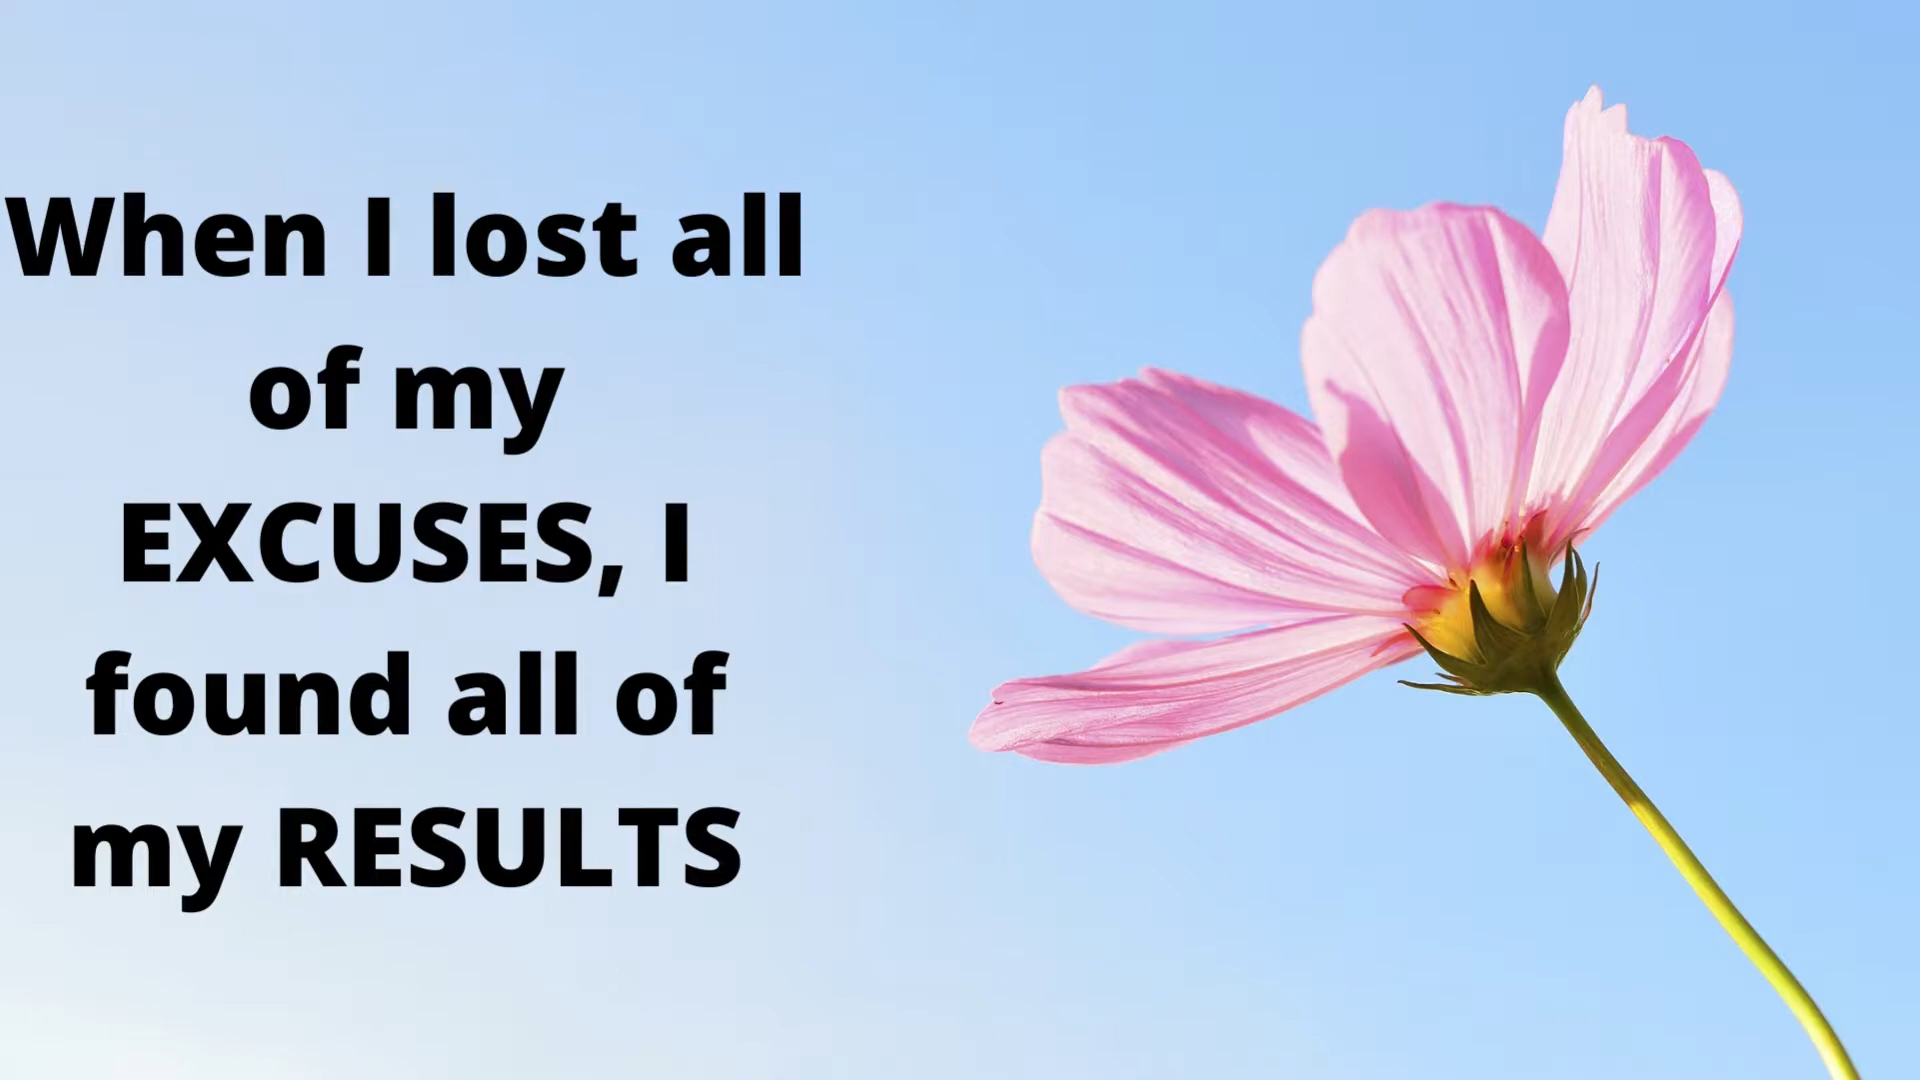 When I lost all
of my
EXCUSES, I
found all of
my RESULTS